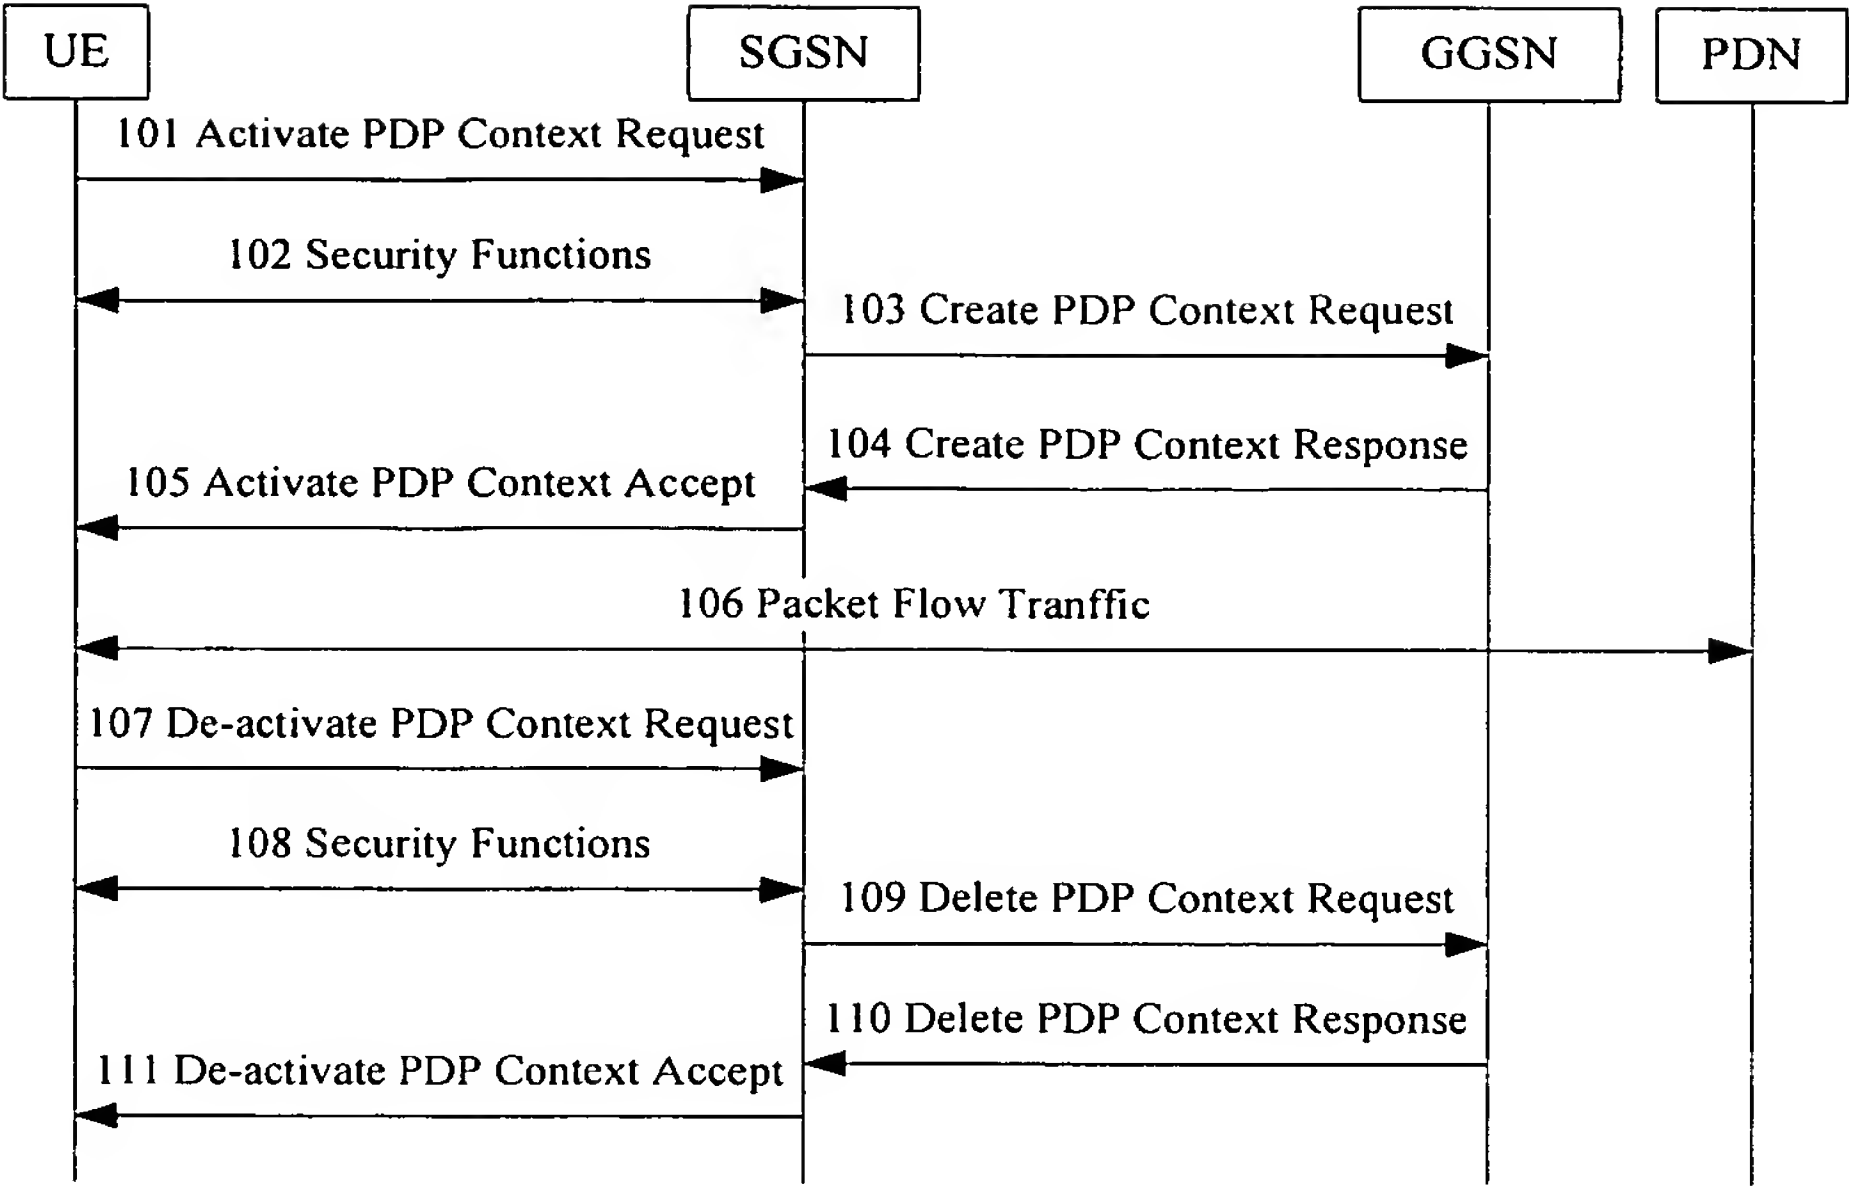 UE
SGSN
GGSN
PDN
101 Activate PDP Context Request
102 Security Functions
103 Create PDP Context Request
104 Create PDP Context Response
105 Activate PDP Context Accept
106 Packet Flow Tranffic
107 De-activate PDP Context Request
108 Security Functions
109 Delete PDP Context Request
110 Delete PDP Context Response
111 De-activate PDP Context Accept